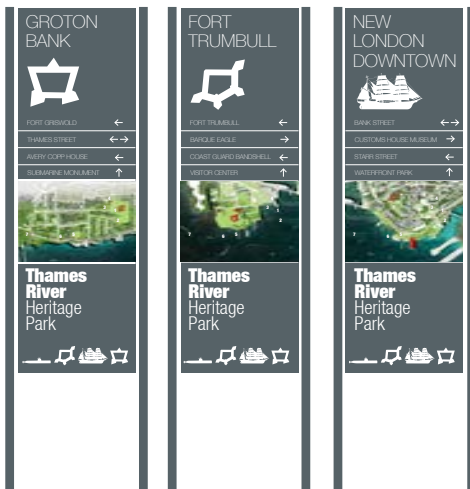 GROTON
BANK
FORT GRISWOLD ←
THAMES STREET ←→
AVERY COPP HOUSE ←
SUBMARINE MONUMENT ↑
Thames
River
Heritage
Park
FORT
TRUMBULL
FORT TRUMBULL ←
BARQUE EAGLE →
COAST GUARD BANDSHELL ←
VISITOR CENTER ↑
Thames
River
Heritage
Park
NEW
LONDON
DOWNTOWN
BANK STREET ←→
CUSTOMS HOUSE MUSEUM →
STARR STREET ←
WATERFRONT PARK ↑
Thames
River
Heritage
Park